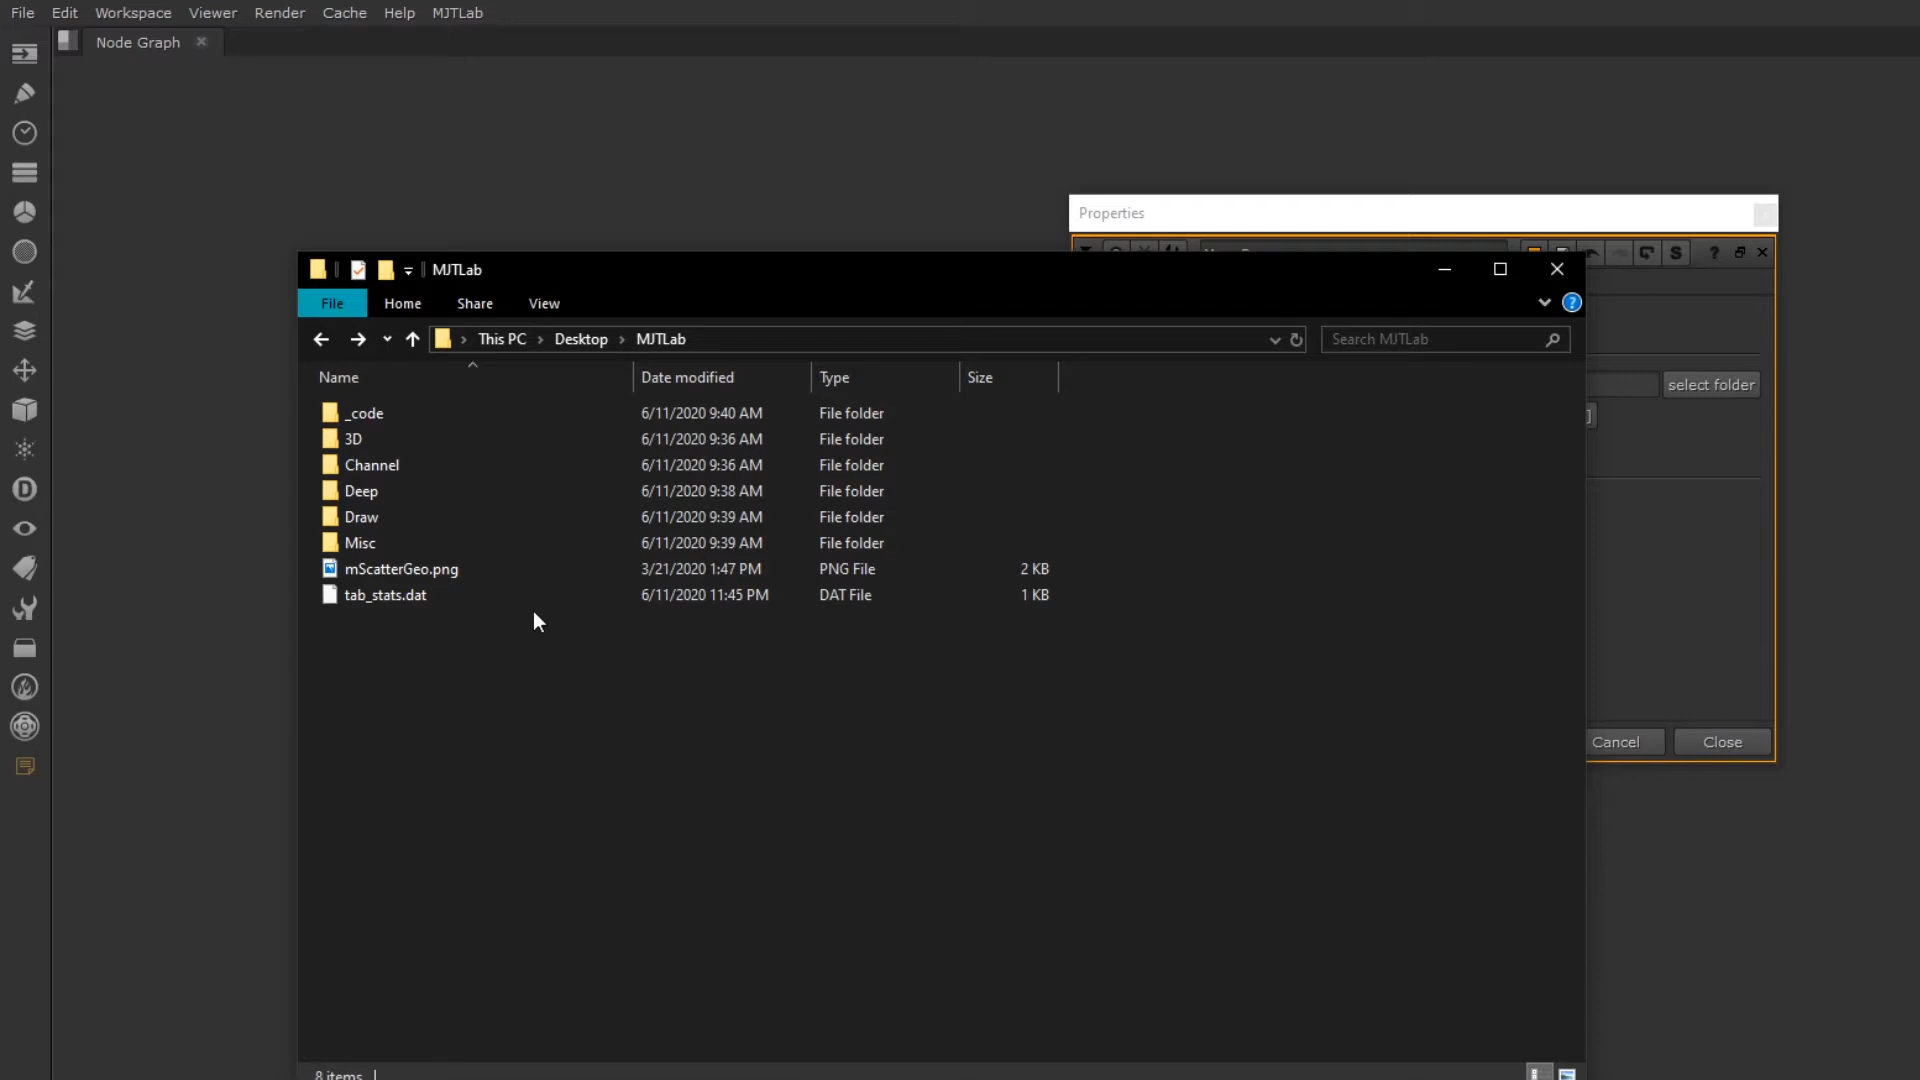 File Edit Workspace Viewer Render Cache Help MJTLab
Node Graph
Properties
S ?
MJTLab
File Home Share View
This PC Desktop MJTLab
Search MJTLab
Name Date modified Type Size
select folder
_code 6/11/2020 9:40 AM File folder
3D 6/11/2020 9:36 AM File folder
Channel 6/11/2020 9:36 AM File folder
Deep 6/11/2020 9:38 AM File folder
Draw 6/11/2020 9:39 AM File folder
Misc 6/11/2020 9:39 AM File folder
mScatterGeo.png 3/21/2020 1:47 PM PNG File 2 KB
tab_stats.dat 6/11/2020 11:45 PM DAT File 1 KB
Cancel Close
8 items